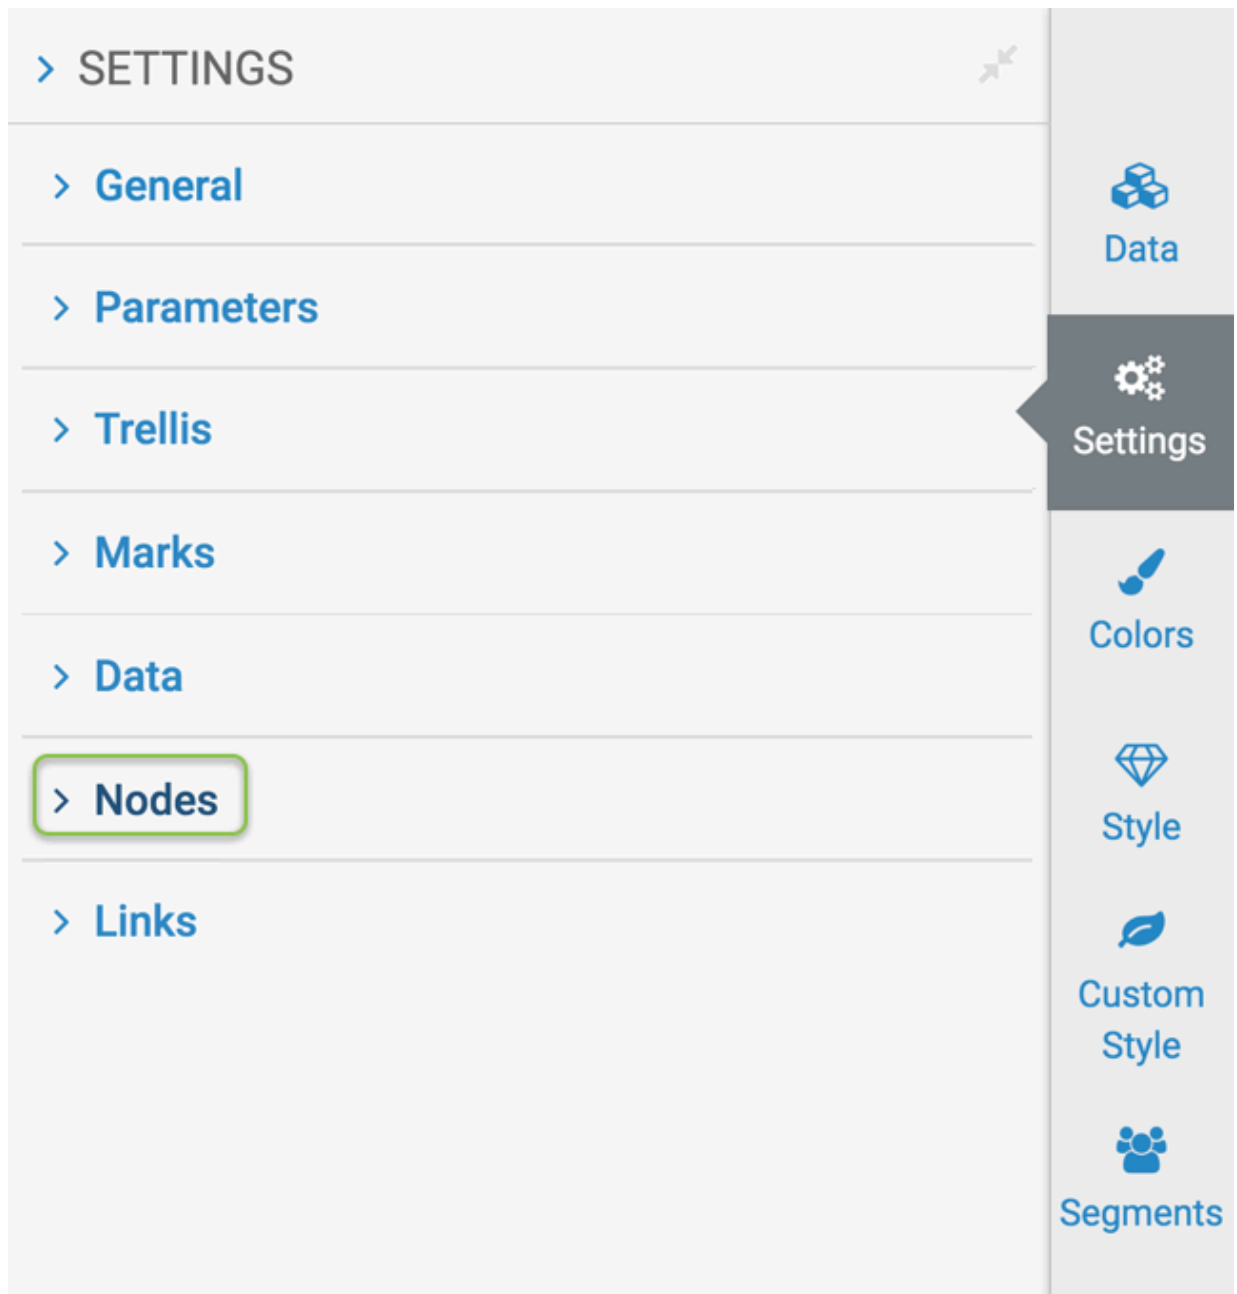 SETTINGS
General
Parameters
Trellis
Marks
Data
Nodes
Links
Data
Settings
Colors
Style
Custom
Style
Segments